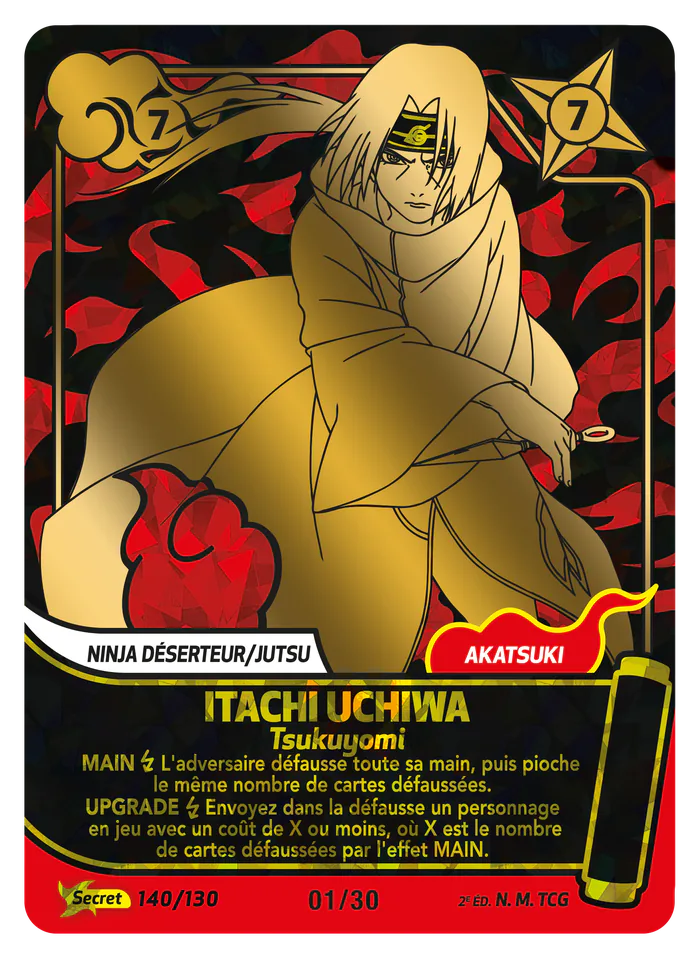 7
7
NINJA DÉSERTEUR/JUTSU
AKATSUKI
ITACHI UCHIWA
Tsukuyomi
MAIN ↯ L'adversaire défausse toute sa main, puis pioche
le même nombre de cartes défaussées.
UPGRADE ↯ Envoyez dans la défausse un personnage
en jeu avec un coût de X ou moins, où X est le nombre
de cartes défaussées par l'effet MAIN.
Secret 140/130 01/30 2ᴱ ÉD. N. M. TCG